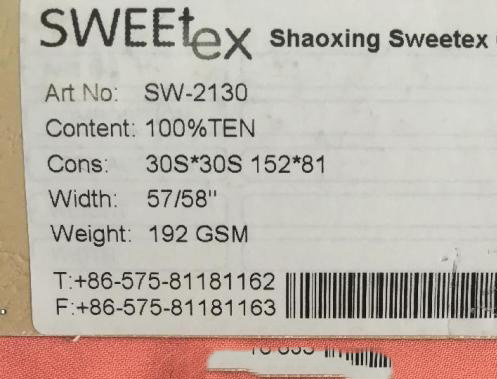 SWEEtex Shaoxing Sweetex
Art No: SW-2130
Content: 100%TEN
Cons: 30S*30S 152*81
Width: 57/58"
Weight: 192 GSM
T:+86-575-81181162
F:+86-575-81181163